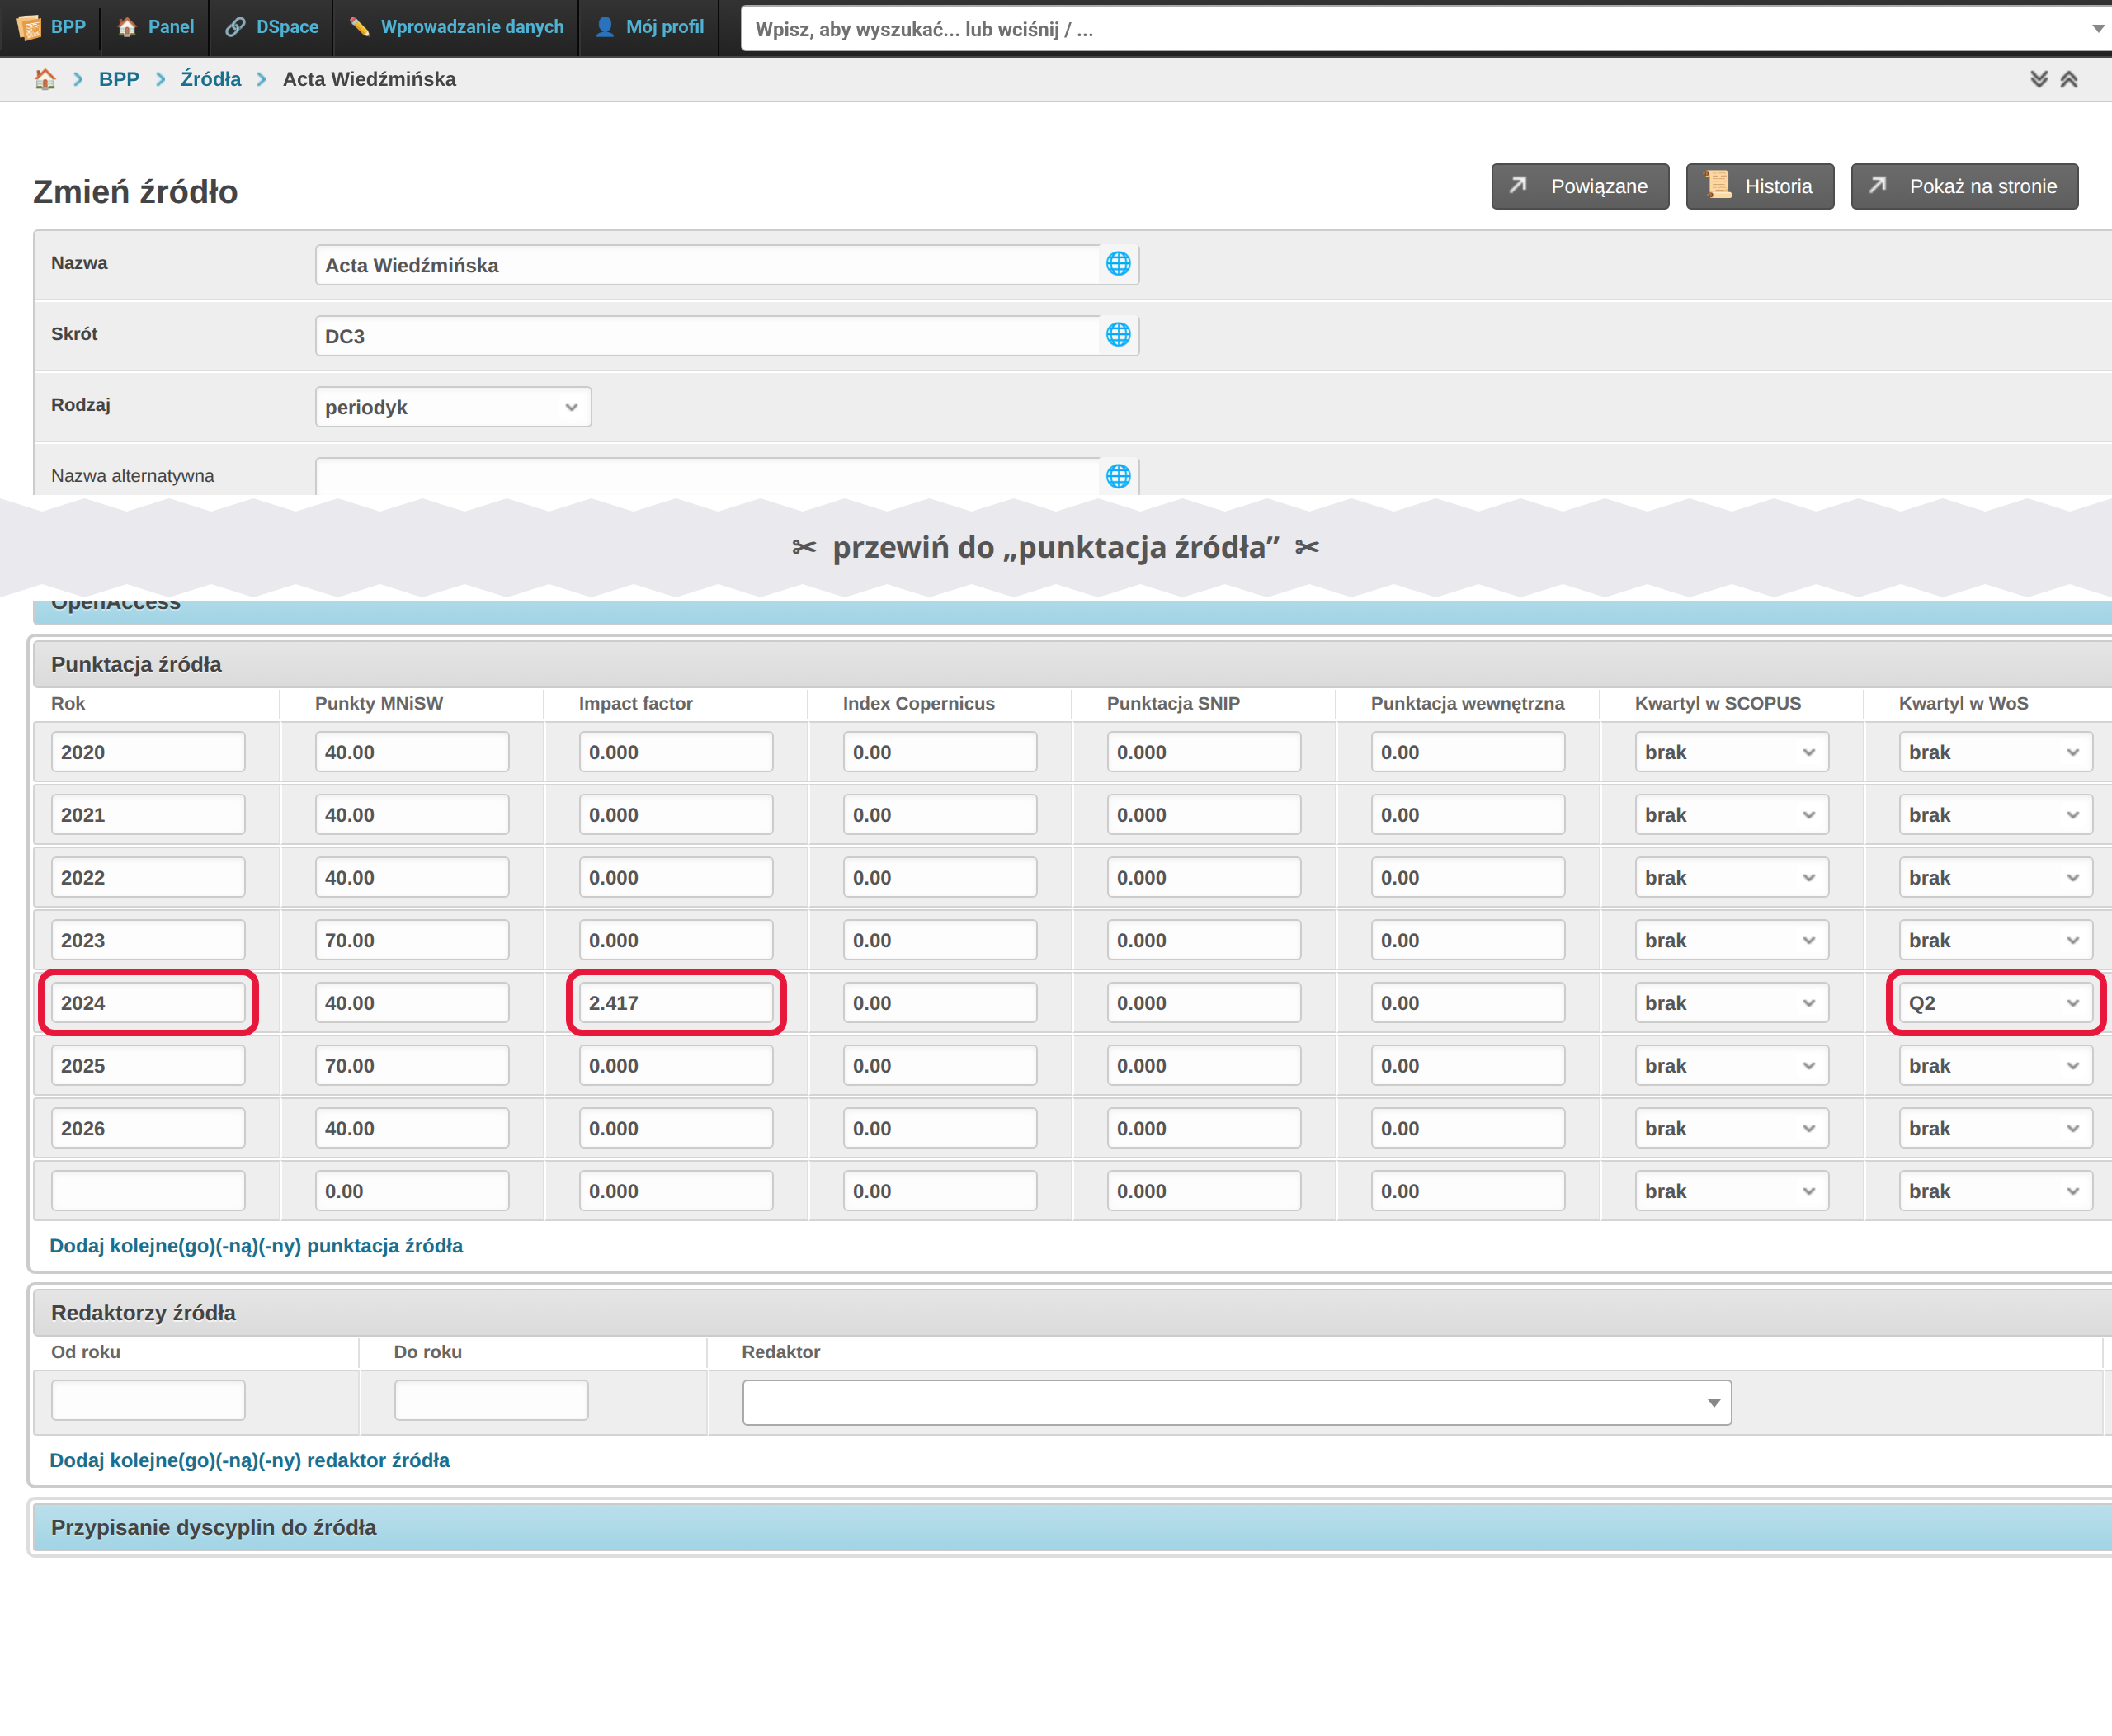 BPP Panel DSpace Wprowadzanie danych Mój profil Wpisz, aby wyszukać... lub wciśnij / ...
BPP Źródła Acta Wiedźmińska
Zmień źródło
Powiązane Historia Pokaż na stronie
Nazwa Acta Wiedźmińska
Skrót DC3
Rodzaj periodyk
Nazwa alternatywna
✂ przewiń do „punktacja źródła” ✂
OpenAccess
Punktacja źródła
Rok Punkty MNiSW Impact factor Index Copernicus Punktacja SNIP Punktacja wewnętrzna Kwartyl w SCOPUS Kwartyl w WoS
2020 40.00 0.000 0.00 0.000 0.00 brak brak
2021 40.00 0.000 0.00 0.000 0.00 brak brak
2022 40.00 0.000 0.00 0.000 0.00 brak brak
2023 70.00 0.000 0.00 0.000 0.00 brak brak
2024 40.00 2.417 0.00 0.000 0.00 brak Q2
2025 70.00 0.000 0.00 0.000 0.00 brak brak
2026 40.00 0.000 0.00 0.000 0.00 brak brak
0.00 0.000 0.00 0.000 0.00 brak brak
Dodaj kolejne(go)(-ną)(-ny) punktacja źródła
Redaktorzy źródła
Od roku Do roku Redaktor
Dodaj kolejne(go)(-ną)(-ny) redaktor źródła
Przypisanie dyscyplin do źródła